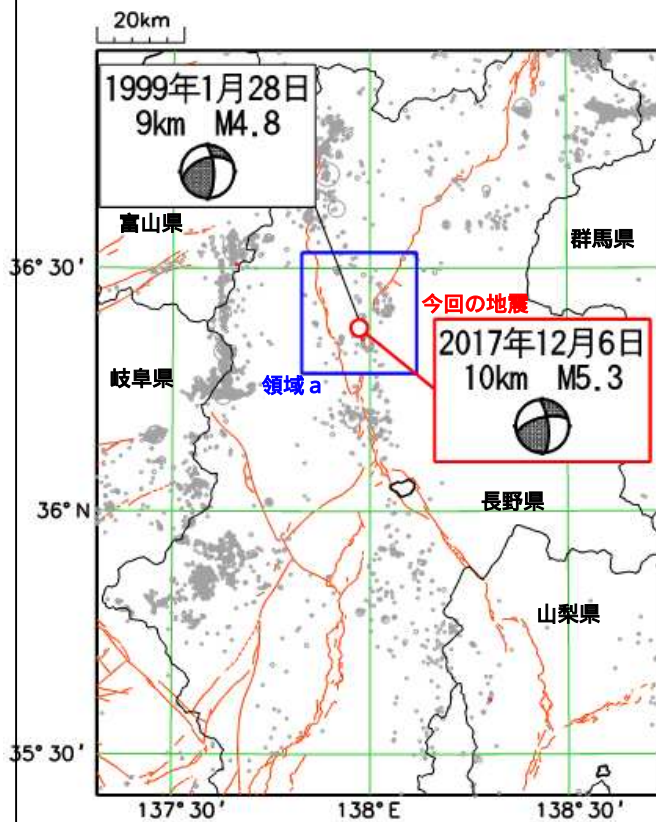 20km
1999年1月28日
9km M4.8
富山県
群馬県
36°30'
今回の地震
2017年12月6日
10km M5.3
岐阜県
領域a
長野県
36°N
山梨県
35°30'
137°30' 138°E 138°30'